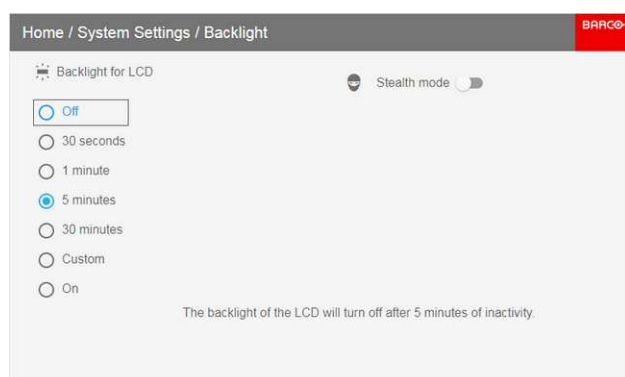 Home / System Settings / Backlight
BARCO
Backlight for LCD
Stealth mode
Off
30 seconds
1 minute
5 minutes
30 minutes
Custom
On
The backlight of the LCD will turn off after 5 minutes of inactivity.